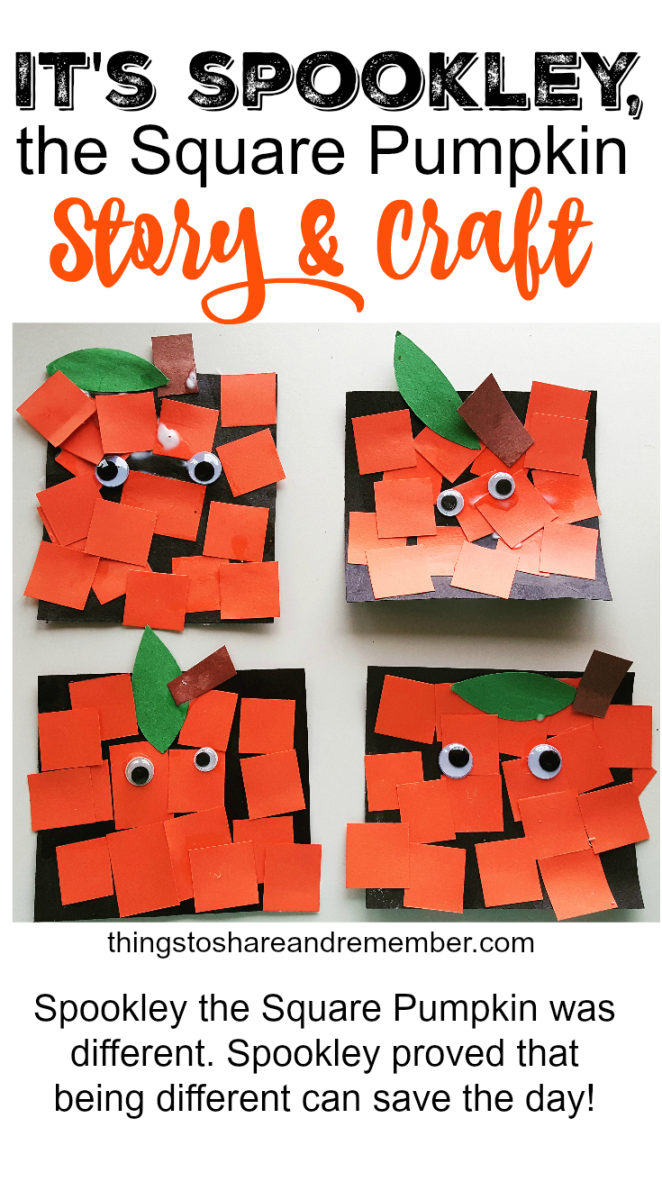 IT'S SPOOKLEY,
the Square Pumpkin
Story & Craft
thingstoshareandremember.com
Spookley the Square Pumpkin was
different. Spookley proved that
being different can save the day!